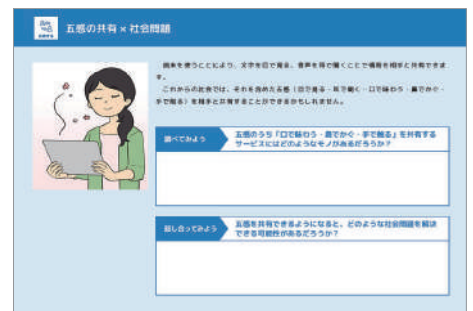 五感の共有 × 社会問題
端末を使うことにより、文字を目で見る、音声を耳で聞くことで情報を相手と共有できます。
これからの社会では、それを含めた五感（目で見る・耳で聞く・口で味わう・鼻でかぐ・手で触る）を相手と共有することができるかもしれません。
調べてみよう
五感のうち「口で味わう・鼻でかぐ・手で触る」を共有する
サービスにはどのようなモノがあるだろうか？
話し合ってみよう
五感を共有できるようになると、どのような社会問題を解決
できる可能性があるだろうか？